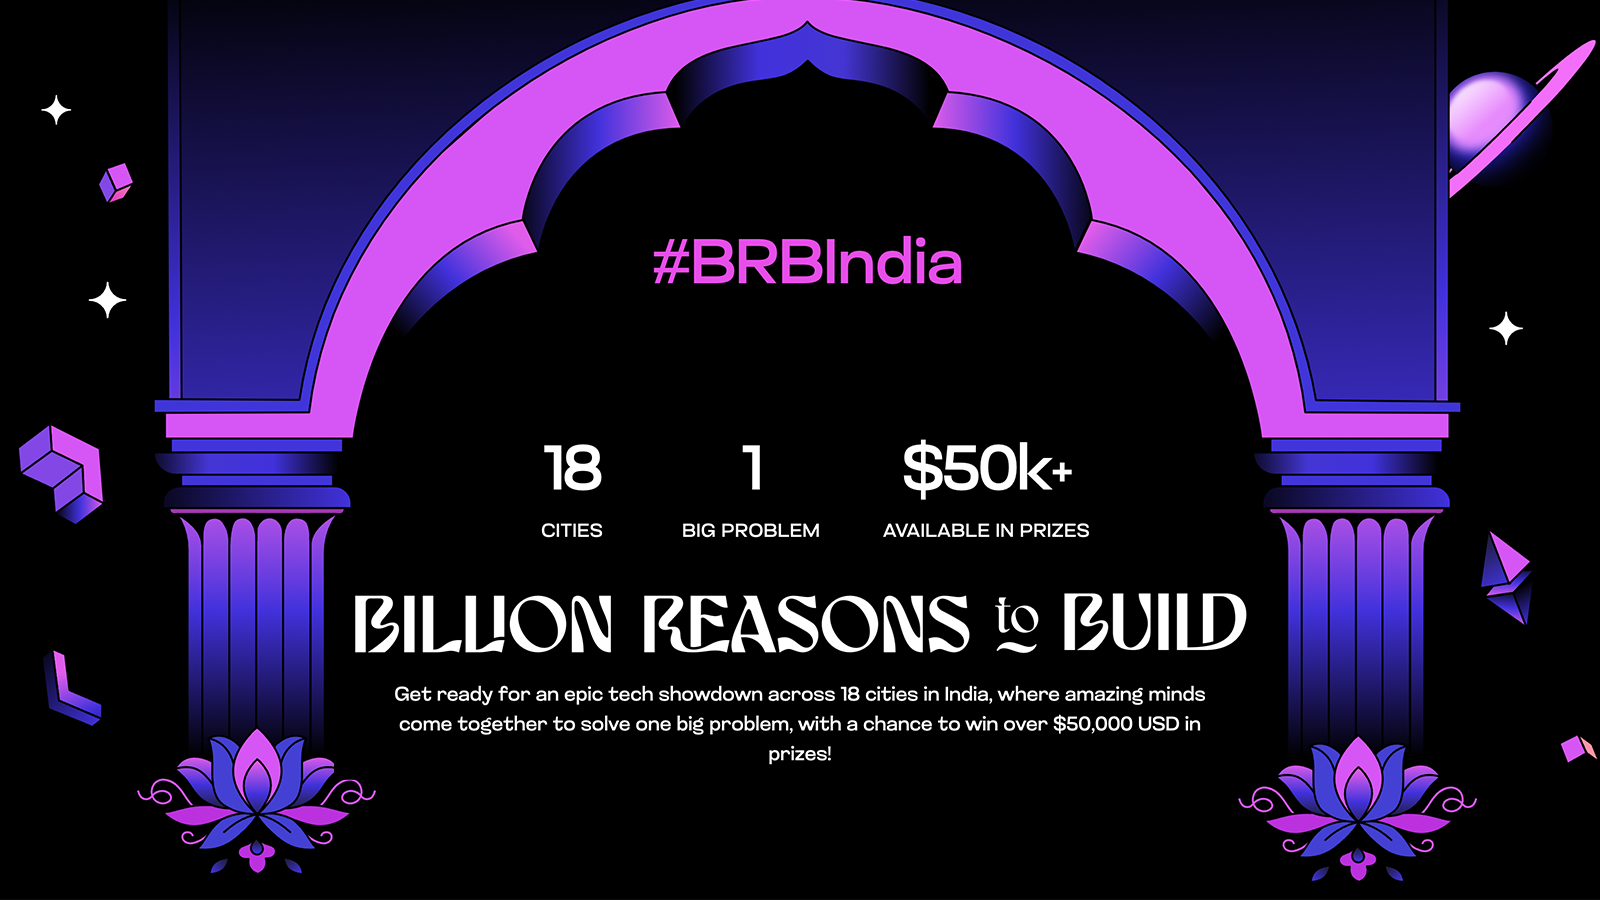 #BRBIndia
18 1 $50k+
CITIES BIG PROBLEM AVAILABLE IN PRIZES
BILLION REASONS to BUILD
Get ready for an epic tech showdown across 18 cities in India, where amazing minds
come together to solve one big problem, with a chance to win over $50,000 USD in
prizes!